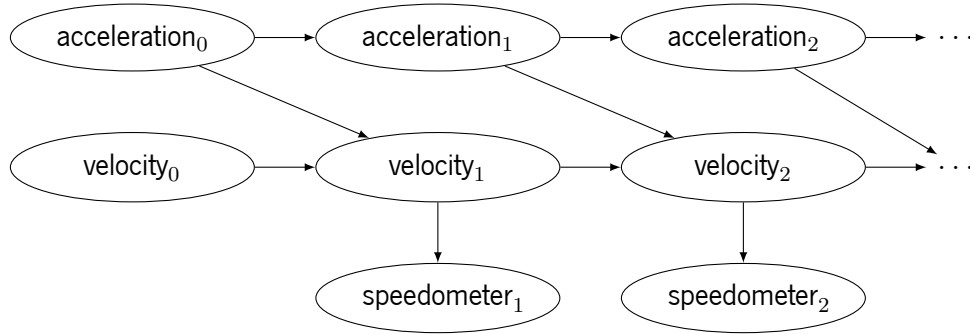 acceleration₀ acceleration₁ acceleration₂ ···
velocity₀ velocity₁ velocity₂ ···
speedometer₁ speedometer₂